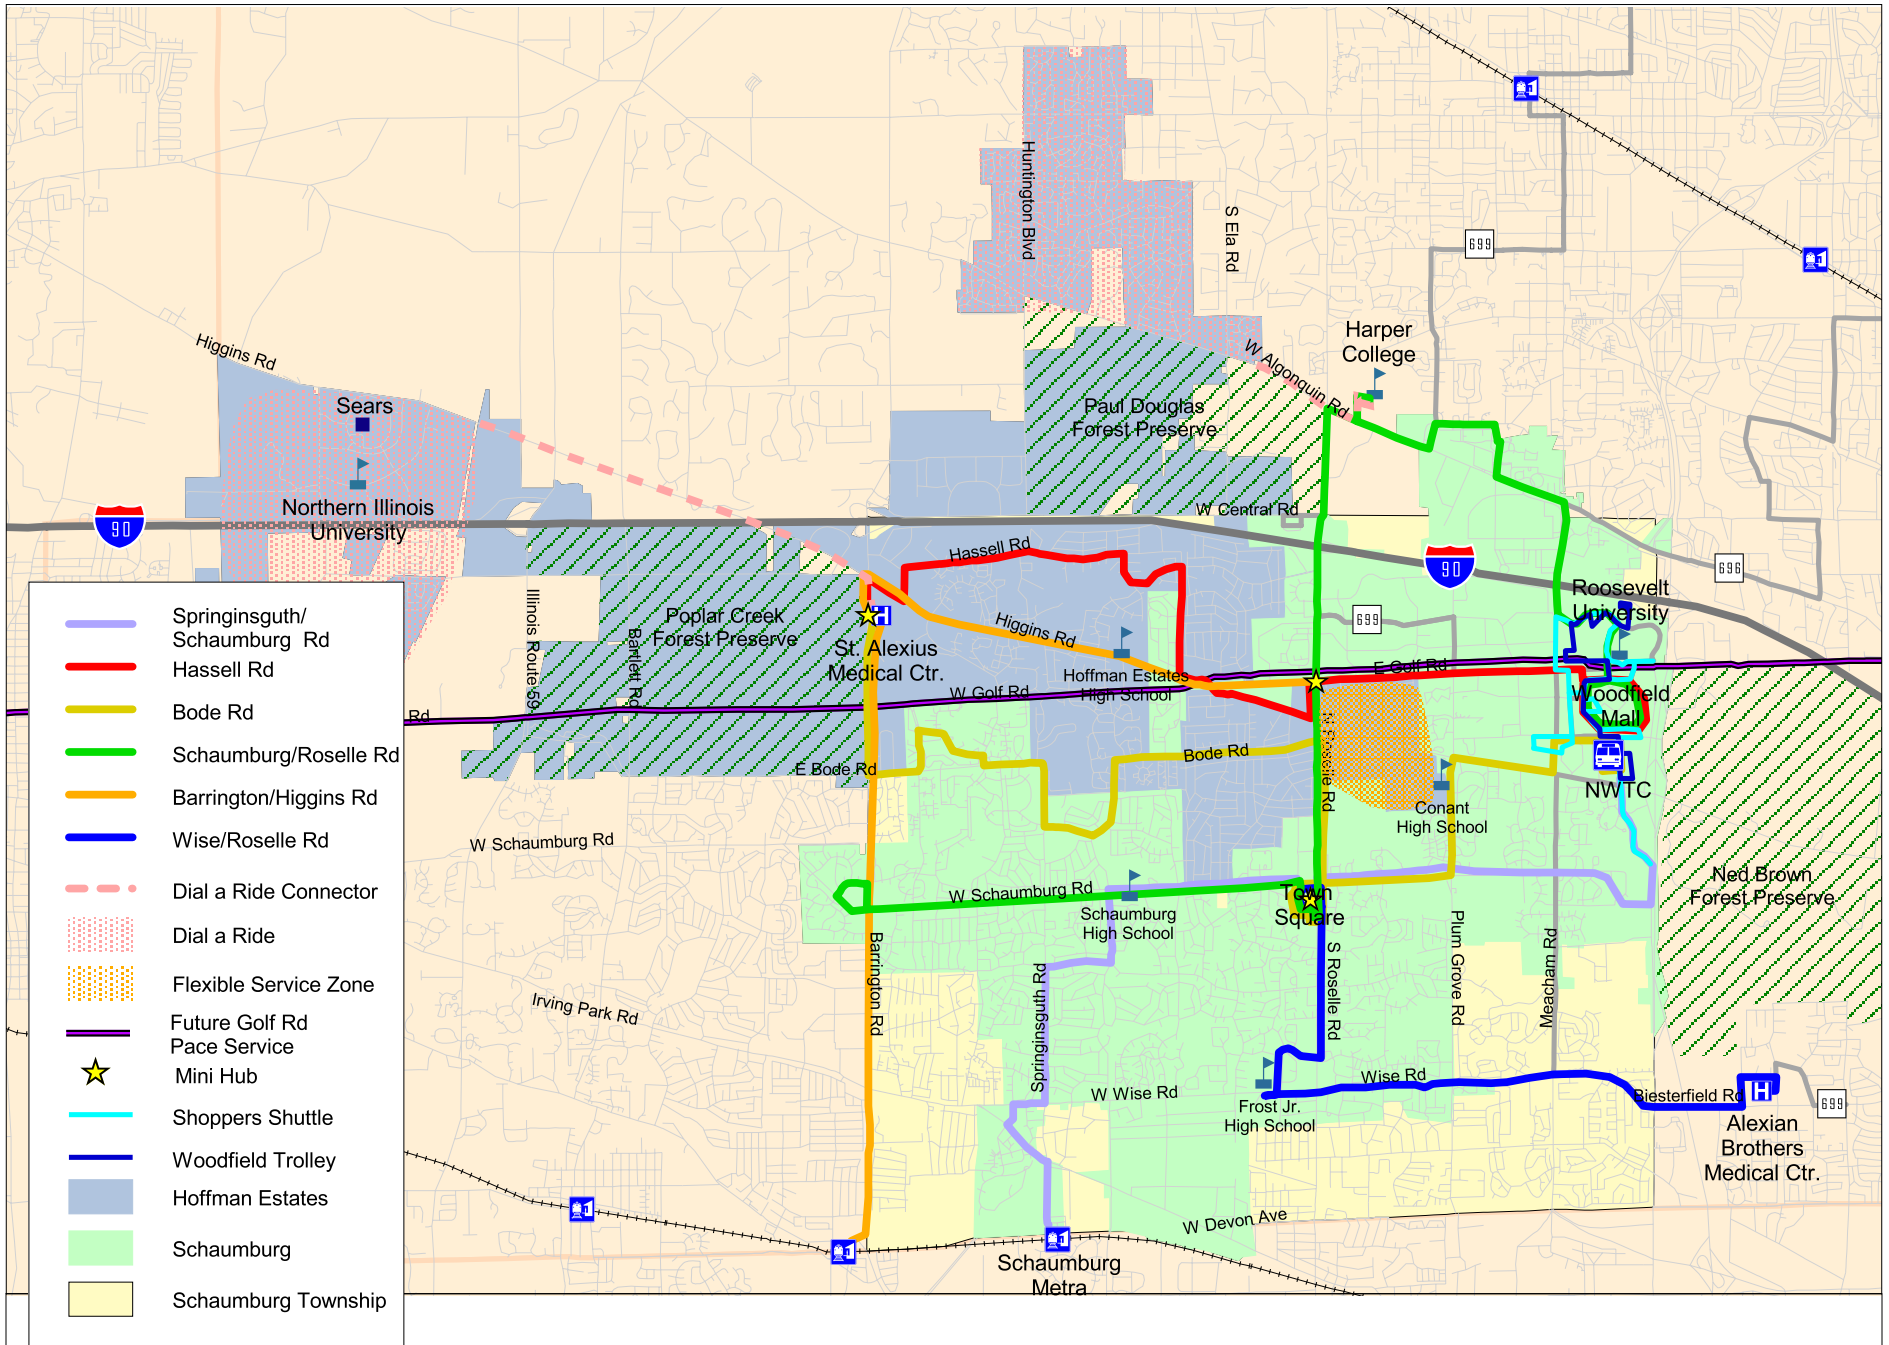 Huntington Blvd
S Ela Rd
699
Harper
College
W Algonquin Rd
Higgins Rd
Sears
Paul Douglas
Forest Preserve
Northern Illinois
University
90
W Central Rd
Hassell Rd
90
696
Roosevelt
University
Illinois Route 59
Bartlett Rd
Poplar Creek
Forest Preserve
St. Alexius
Medical Ctr.
Higgins Rd
699
Hoffman Estates
High School
E Golf Rd
W Golf Rd
Rd
Woodfield
Mall
NWTC
E Bode Rd
Bode Rd
N Roselle Rd
Conant
High School
W Schaumburg Rd
W Schaumburg Rd
Schaumburg
High School
Town
Square
Ned Brown
Forest Preserve
Barrington Rd
Springinsguth Rd
S Roselle Rd
Plum Grove Rd
Meacham Rd
Irving Park Rd
W Wise Rd
Wise Rd
Frost Jr.
High School
Biesterfield Rd
H
H
699
Alexian
Brothers
Medical Ctr.
W Devon Ave
Schaumburg
Metra
Springinsguth/
Schaumburg Rd
Hassell Rd
Bode Rd
Schaumburg/Roselle Rd
Barrington/Higgins Rd
Wise/Roselle Rd
Dial a Ride Connector
Dial a Ride
Flexible Service Zone
Future Golf Rd
Pace Service
Mini Hub
Shoppers Shuttle
Woodfield Trolley
Hoffman Estates
Schaumburg
Schaumburg Township